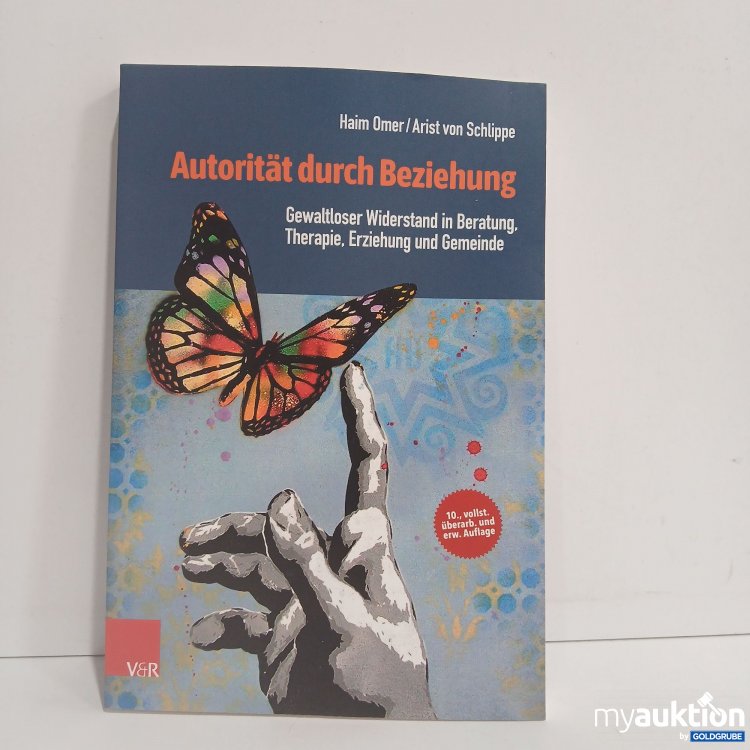 Haim Omer/Arist von Schlippe
Autorität durch Beziehung
Gewaltloser Widerstand in Beratung,
Therapie, Erziehung und Gemeinde
10., vollst.
überarb. und
erw. Auflage
V&R
myauktion
by GOLDGRUBE